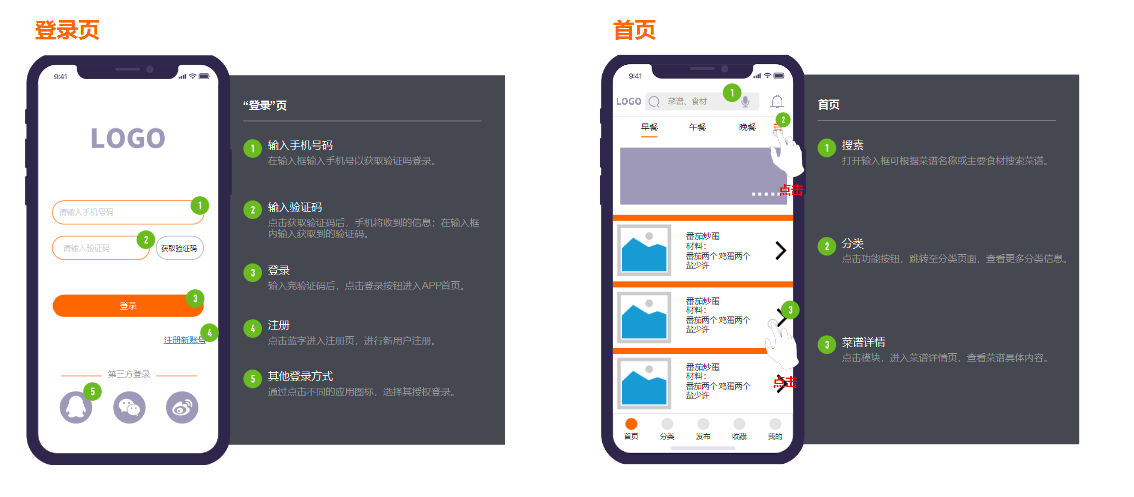 登录页
9:41
LOGO
请输入手机号码
1
请输入验证码
2
获取验证码
登录
3
注册新账号
4
第三方登录
5
“登录”页
1
输入手机号码
在输入框输入手机号以获取验证码登录。
2
输入验证码
点击获取验证码后，手机将收到的信息；在输入框
内输入获取到的验证码。
3
登录
输入完验证码后，点击登录按钮进入APP首页。
4
注册
点击蓝字进入注册页，进行新用户注册。
5
其他登录方式
通过点击不同的应用图标，选择其授权登录。
首页
9:41
LOGO
菜谱，食材
1
早餐
午餐
晚餐
2
点击
番茄炒蛋
材料：
番茄两个 鸡蛋两个
盐少许
番茄炒蛋
材料：
番茄两个 鸡蛋两个
盐少许
3
点击
番茄炒蛋
材料：
番茄两个 鸡蛋两个
盐少许
首页
分类
发布
收藏
我的
首页
1
搜索
打开输入框可根据菜谱名称或主要食材搜索菜谱。
2
分类
点击功能按钮，跳转至分类页面，查看更多分类信息。
3
菜谱详情
点击模块，进入菜谱详情页，查看菜谱具体内容。